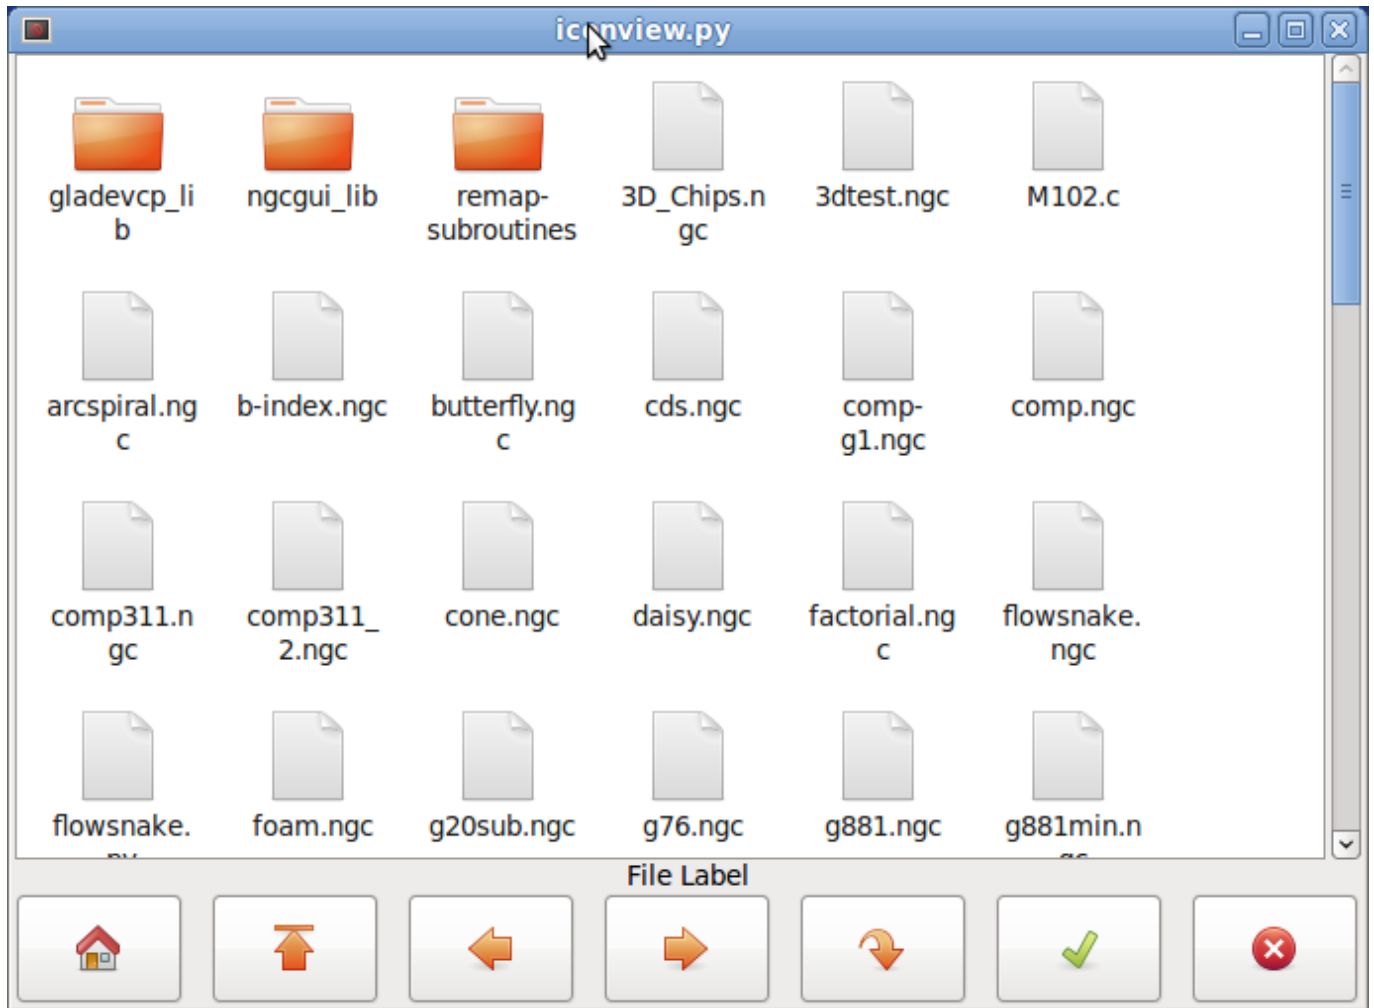 iconview.py
gladevcp_li
b
ngcgui_lib
remap-
subroutines
3D_Chips.n
gc
3dtest.ngc
M102.c
arcspiral.ng
c
b-index.ngc
butterfly.ng
c
cds.ngc
comp-
g1.ngc
comp.ngc
comp311.n
gc
comp311_
2.ngc
cone.ngc
daisy.ngc
factorial.ng
c
flowsnake.
ngc
flowsnake.
py
foam.ngc
g20sub.ngc
g76.ngc
g881.ngc
g881min.n
gc
File Label